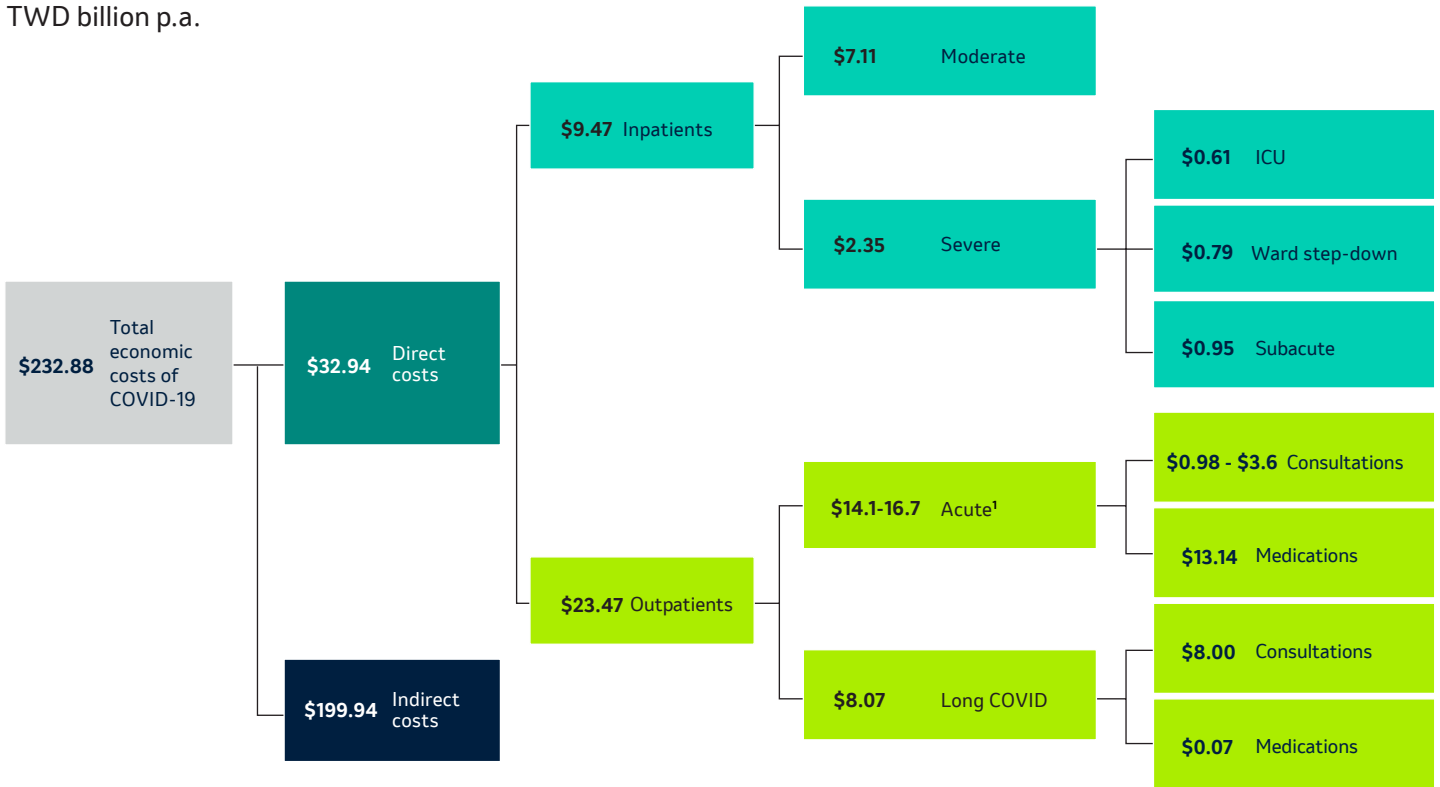 TWD billion p.a.
$232.88
Total
economic
costs of
COVID-19
$32.94
Direct
costs
$199.94
Indirect
costs
$9.47 Inpatients
$23.47 Outpatients
$7.11 Moderate
$2.35 Severe
$14.1-16.7 Acute¹
$8.07 Long COVID
$0.61 ICU
$0.79 Ward step-down
$0.95 Subacute
$0.98 - $3.6 Consultations
$13.14 Medications
$8.00 Consultations
$0.07 Medications